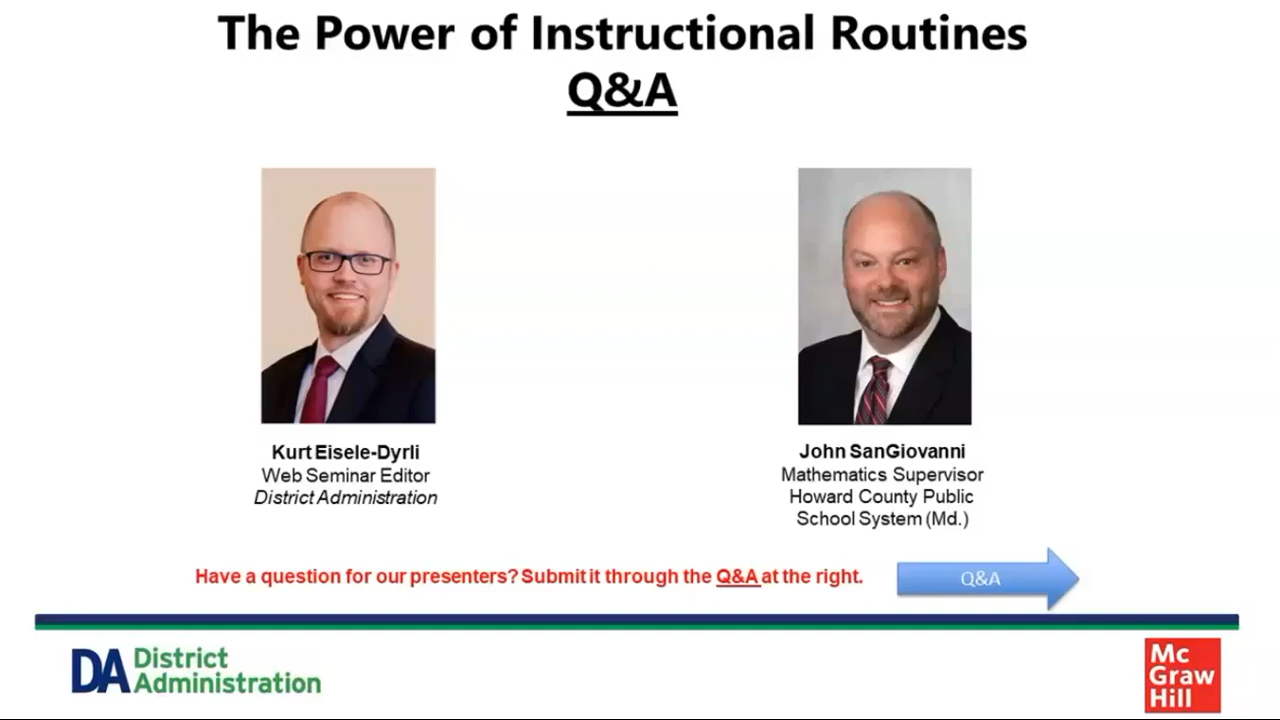 The Power of Instructional Routines
Q&A
Kurt Eisele-Dyrli
Web Seminar Editor
District Administration
John SanGiovanni
Mathematics Supervisor
Howard County Public
School System (Md.)
Have a question for our presenters? Submit it through the Q&A at the right.
Q&A
DA District
Administration
Mc
Graw
Hill